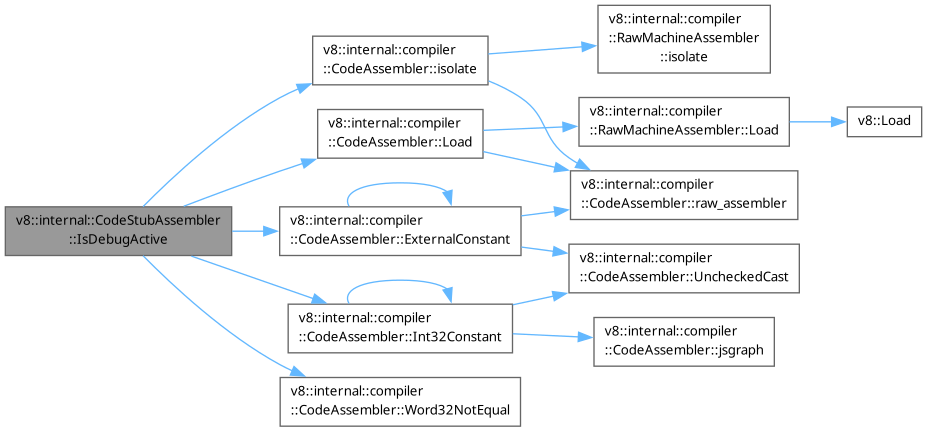 v8::internal::CodeStubAssembler
::IsDebugActive
v8::internal::compiler
::CodeAssembler::isolate
v8::internal::compiler
::RawMachineAssembler
::isolate
v8::internal::compiler
::CodeAssembler::Load
v8::internal::compiler
::RawMachineAssembler::Load
v8::Load
v8::internal::compiler
::CodeAssembler::raw_assembler
v8::internal::compiler
::CodeAssembler::ExternalConstant
v8::internal::compiler
::CodeAssembler::UncheckedCast
v8::internal::compiler
::CodeAssembler::Int32Constant
v8::internal::compiler
::CodeAssembler::jsgraph
v8::internal::compiler
::CodeAssembler::Word32NotEqual